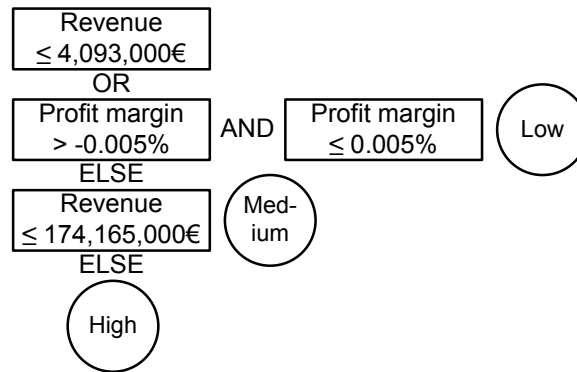 Revenue
≤ 4,093,000€
OR
Profit margin
> -0.005%
AND
Profit margin
≤ 0.005%
Low
ELSE
Revenue
≤ 174,165,000€
Med-
ium
ELSE
High